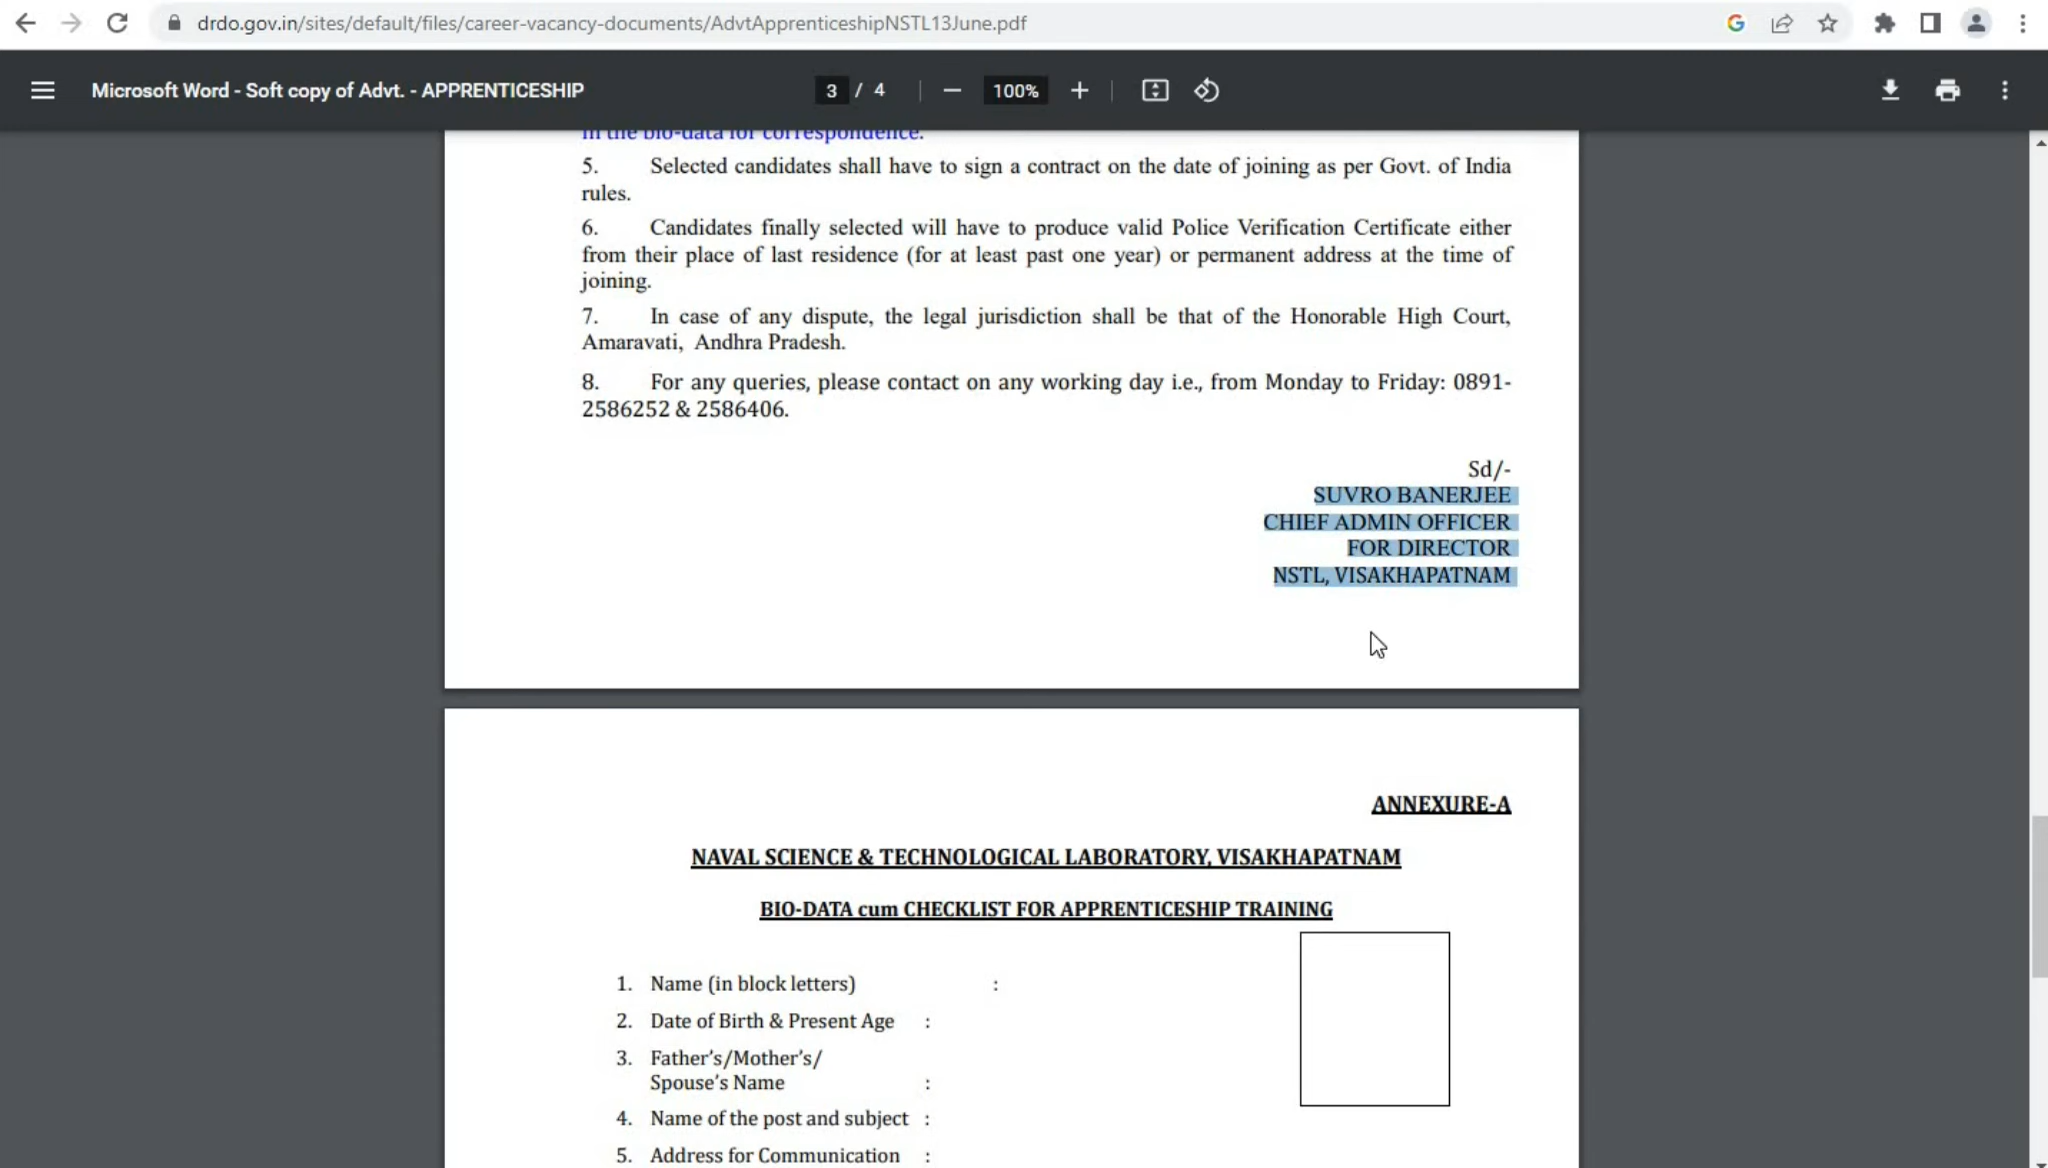 drdo.gov.in/sites/default/files/career-vacancy-documents/AdvtApprenticeshipNSTL13June.pdf
Microsoft Word - Soft copy of Advt. - APPRENTICESHIP
3 / 4
100%
in the bio-data for correspondence.
5. Selected candidates shall have to sign a contract on the date of joining as per Govt. of India
rules.
6. Candidates finally selected will have to produce valid Police Verification Certificate either
from their place of last residence (for at least past one year) or permanent address at the time of
joining.
7. In case of any dispute, the legal jurisdiction shall be that of the Honorable High Court,
Amaravati, Andhra Pradesh.
8. For any queries, please contact on any working day i.e., from Monday to Friday: 0891-
2586252 & 2586406.
Sd/-
SUVRO BANERJEE
CHIEF ADMIN OFFICER
FOR DIRECTOR
NSTL, VISAKHAPATNAM
ANNEXURE-A
NAVAL SCIENCE & TECHNOLOGICAL LABORATORY, VISAKHAPATNAM
BIO-DATA cum CHECKLIST FOR APPRENTICESHIP TRAINING
1. Name (in block letters) :
2. Date of Birth & Present Age :
3. Father's/Mother's/
Spouse's Name :
4. Name of the post and subject :
5. Address for Communication :